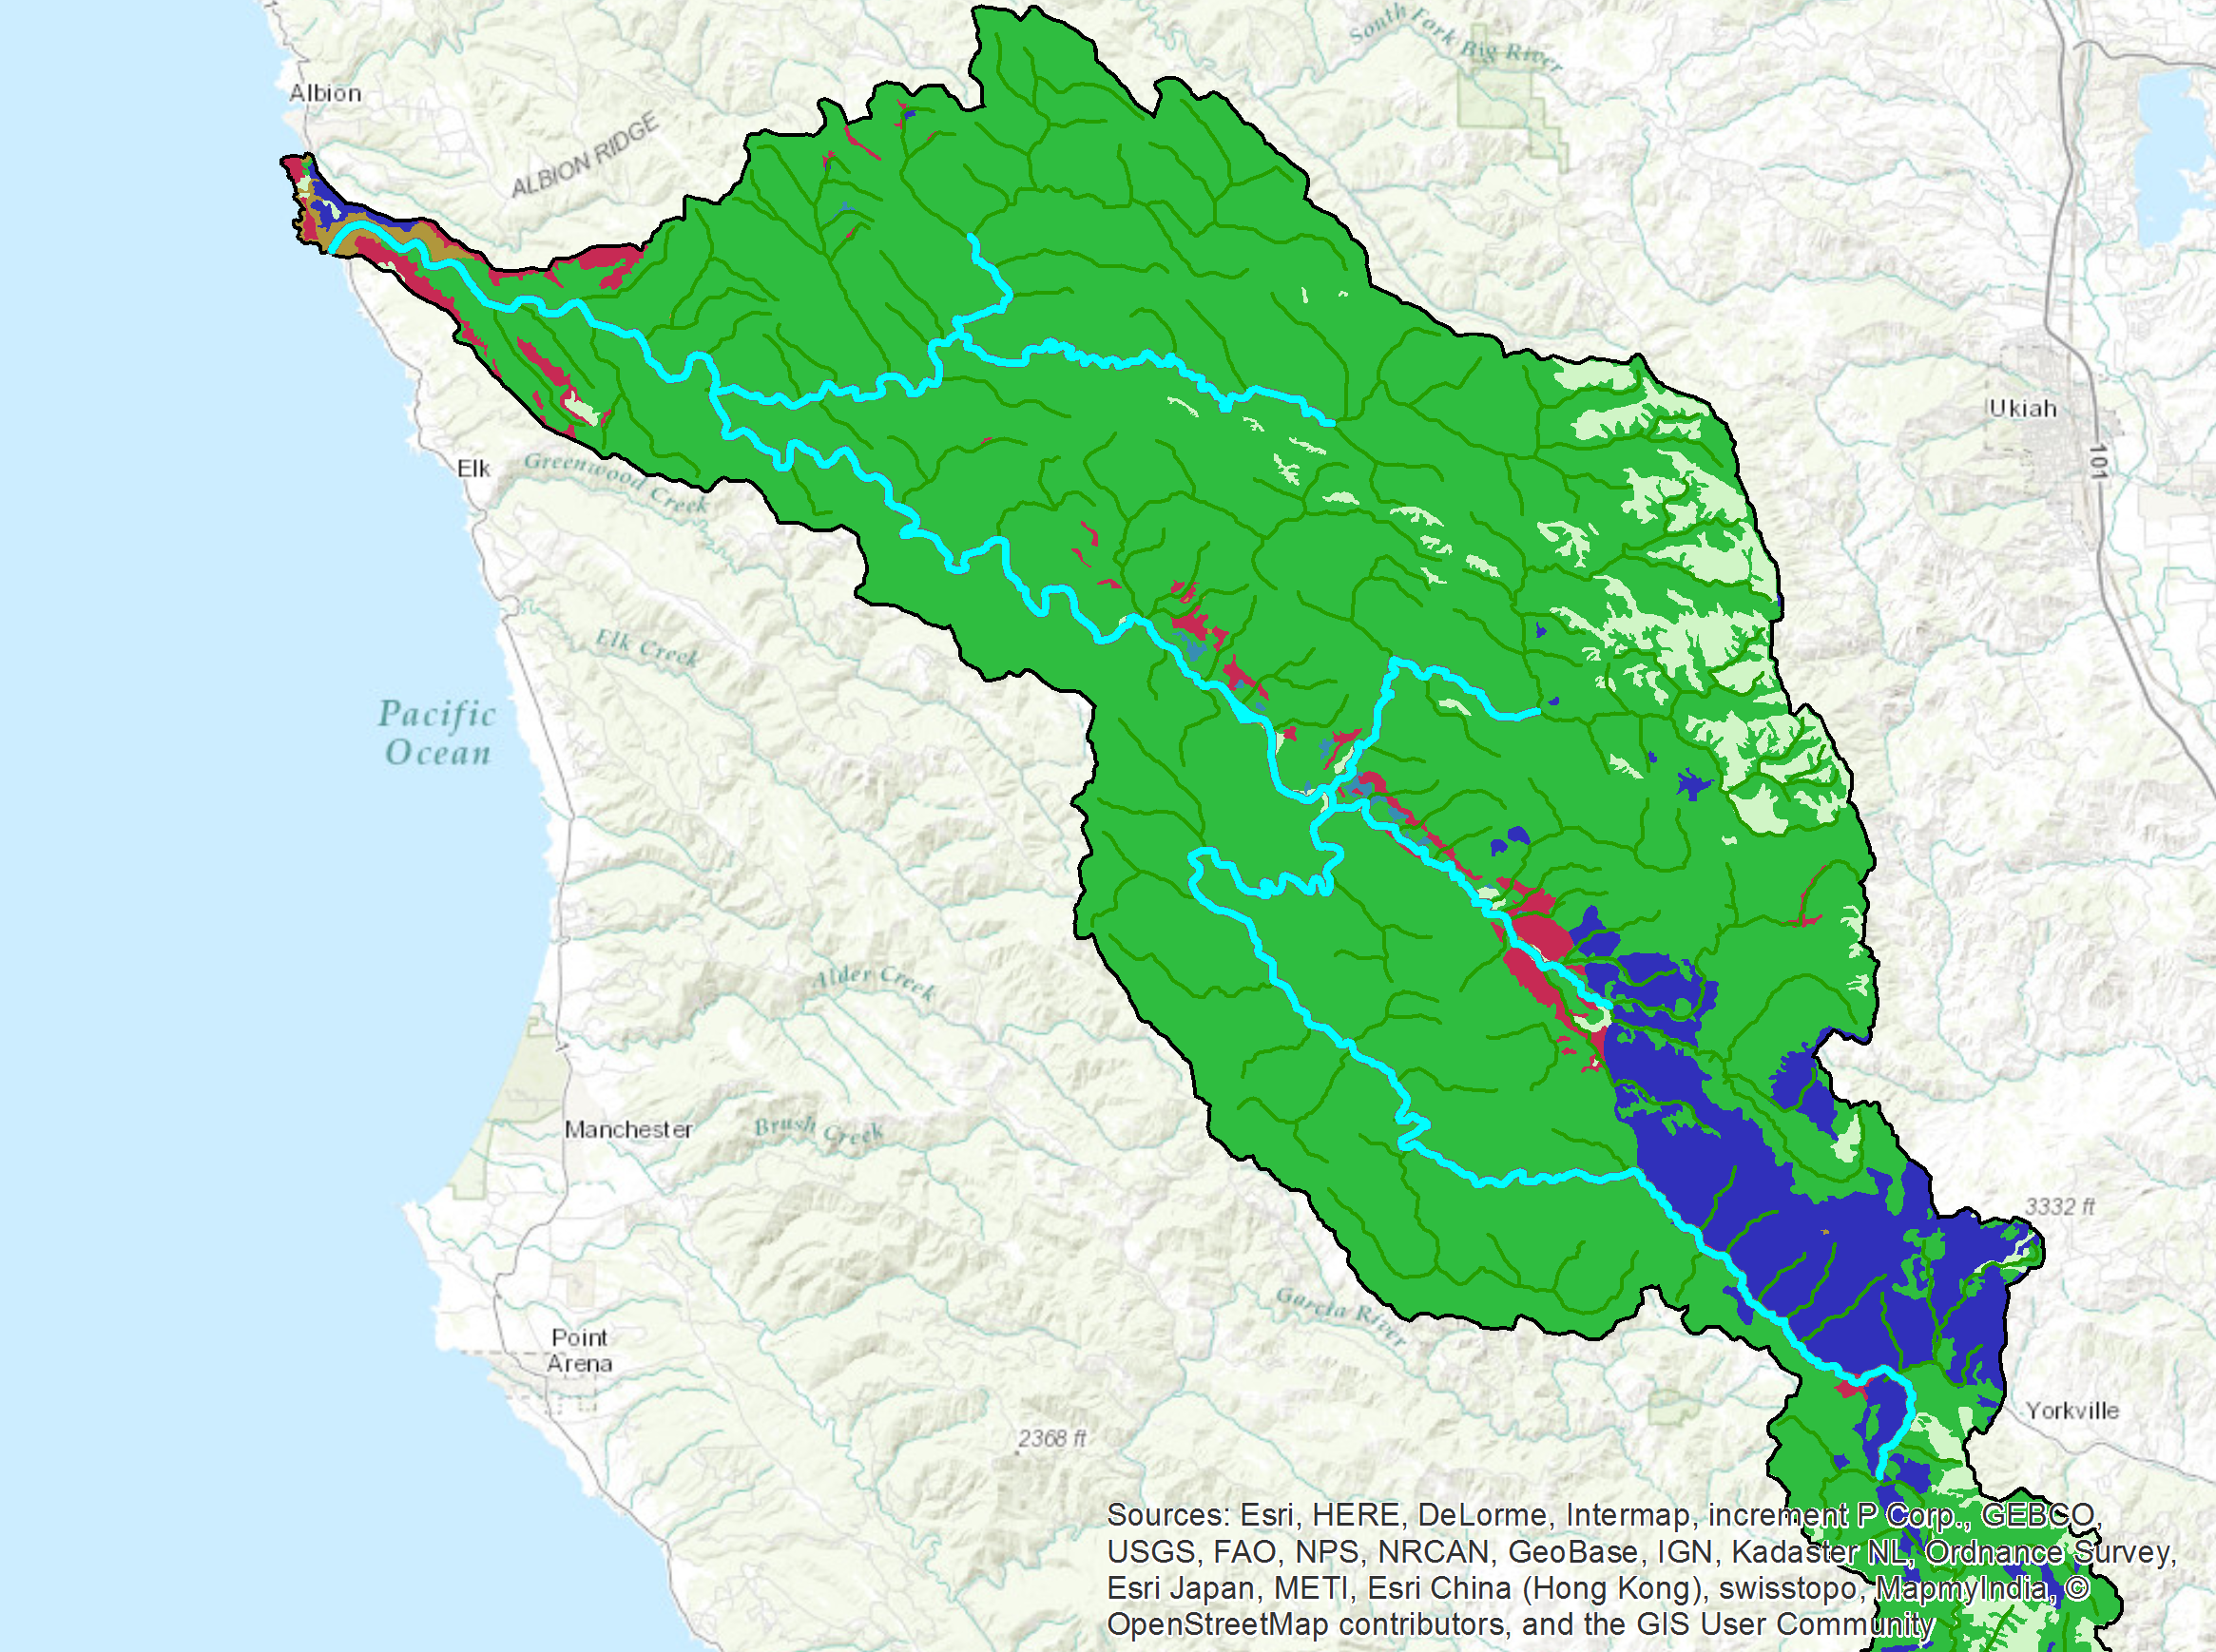 South Fork Big River
Albion
ALBION RIDGE
Ukiah
101
Elk
Greenwood Creek
Elk Creek
Pacific
Ocean
Alder Creek
Manchester
Brush Creek
3332 ft
Garcia River
Point
Arena
Yorkville
2368 ft
Sources: Esri, HERE, DeLorme, Intermap, increment P Corp., GEBCO,
USGS, FAO, NPS, NRCAN, GeoBase, IGN, Kadaster NL, Ordnance Survey,
Esri Japan, METI, Esri China (Hong Kong), swisstopo, MapmyIndia, ©
OpenStreetMap contributors, and the GIS User Community